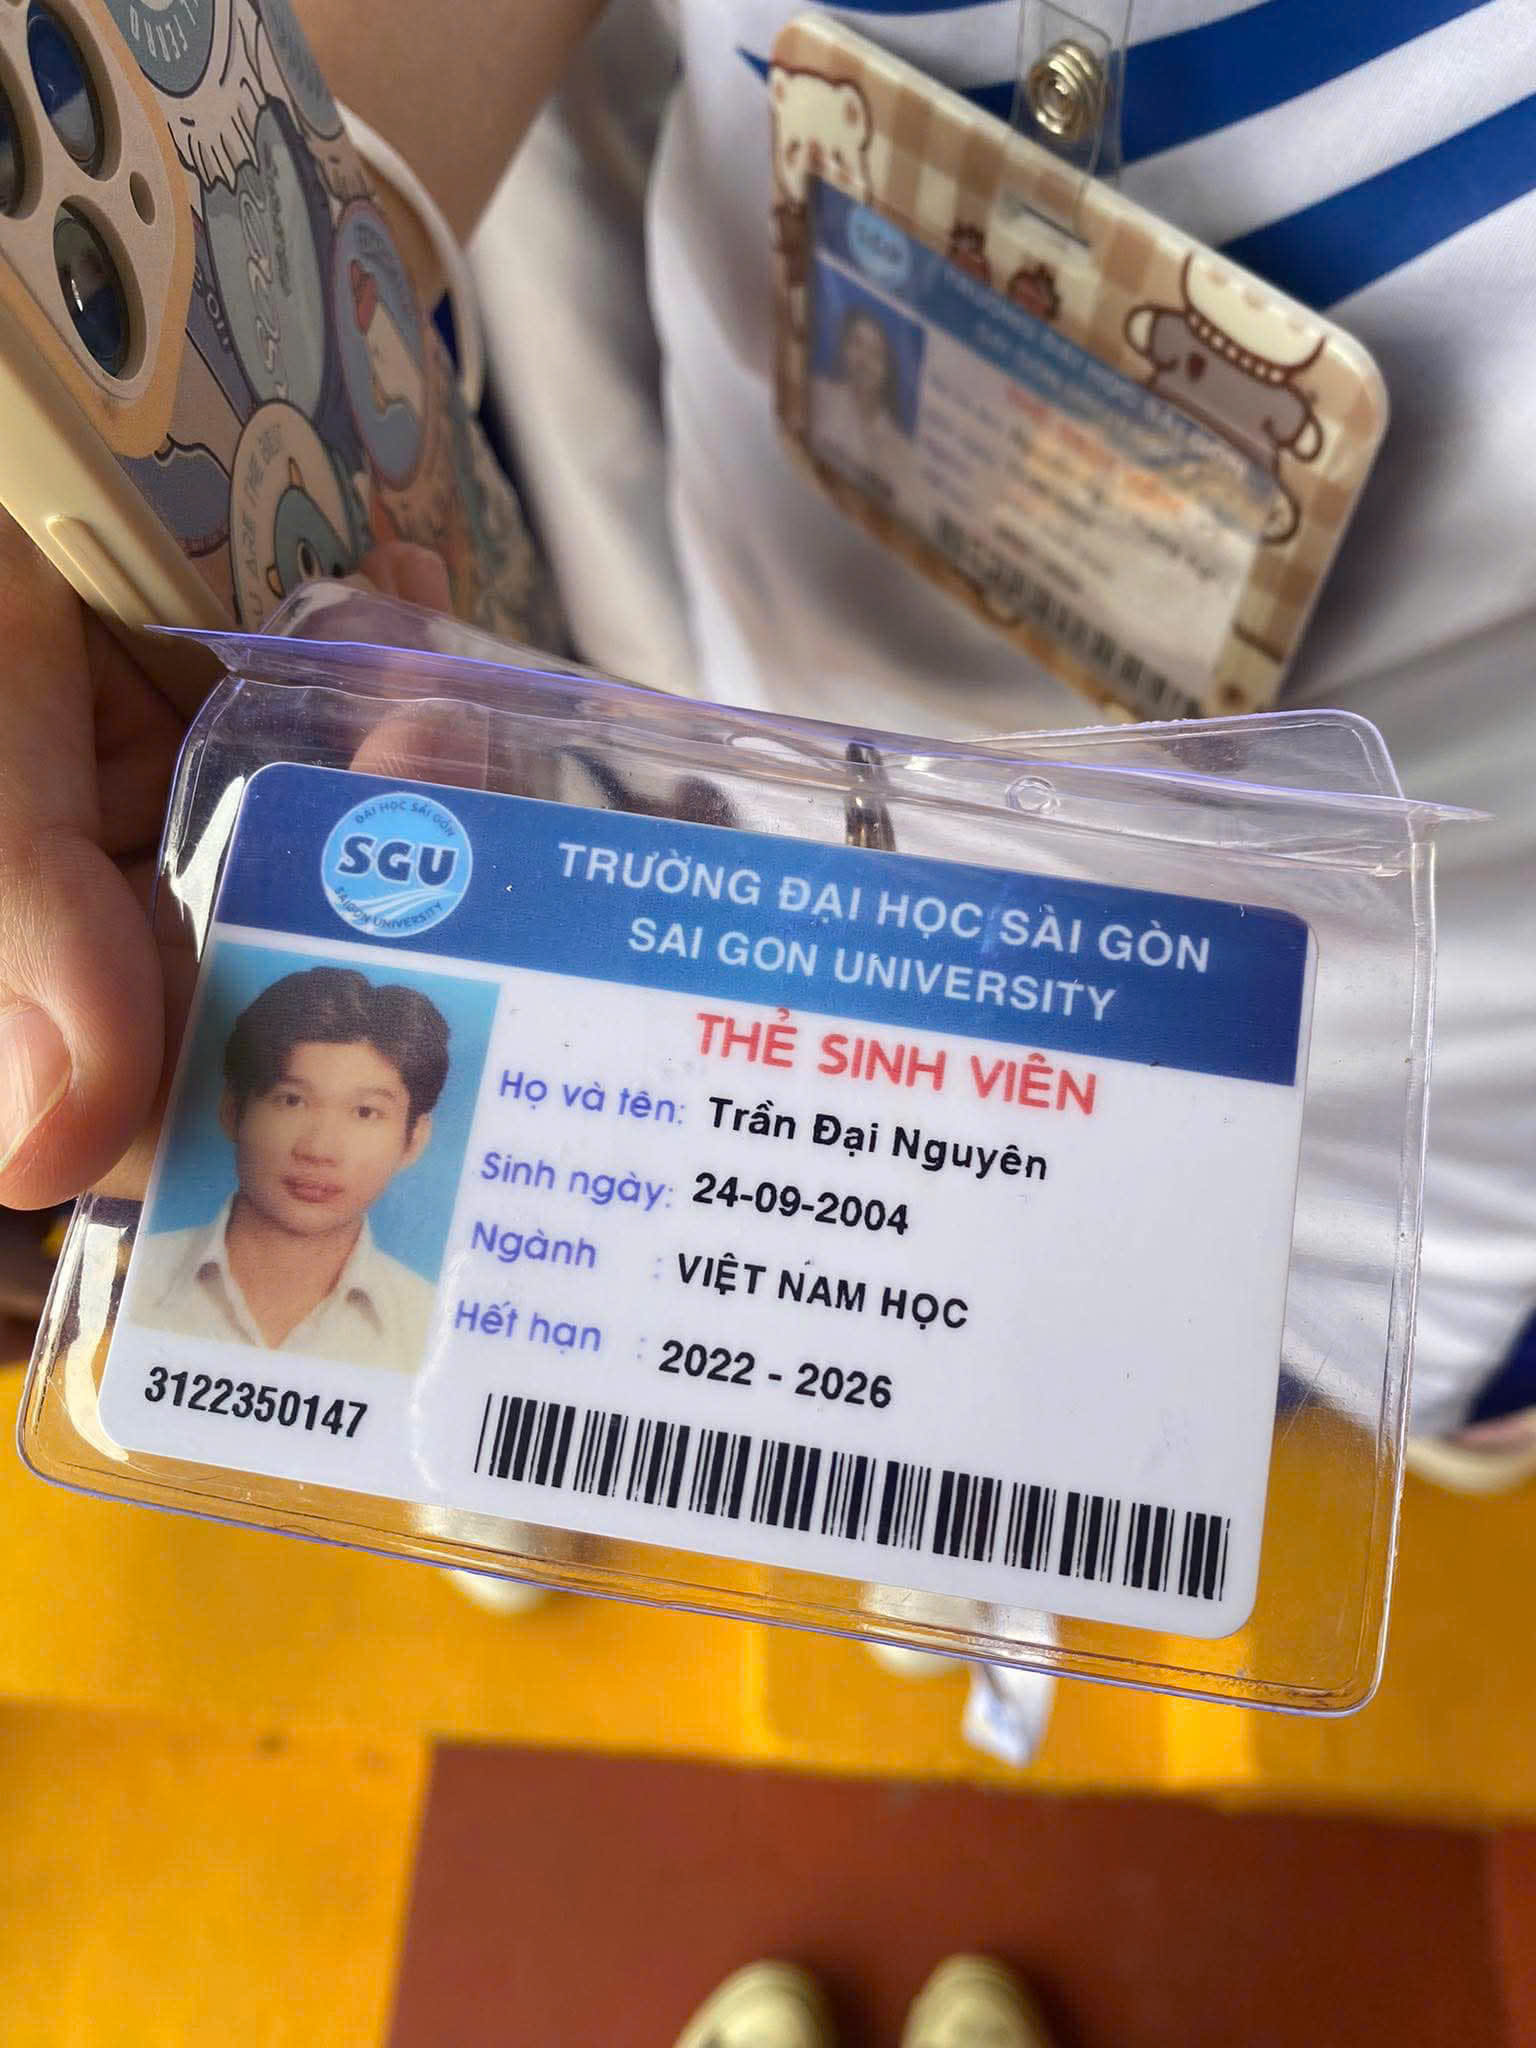 ĐẠI HỌC SÀI GÒN
SGU
SAIGON UNIVERSITY
TRƯỜNG ĐẠI HỌC SÀI GÒN
SAI GON UNIVERSITY
THẺ SINH VIÊN
Họ và tên: Trần Đại Nguyên
Sinh ngày: 24-09-2004
Ngành : VIỆT NAM HỌC
Hết hạn : 2022 - 2026
3122350147
SGU